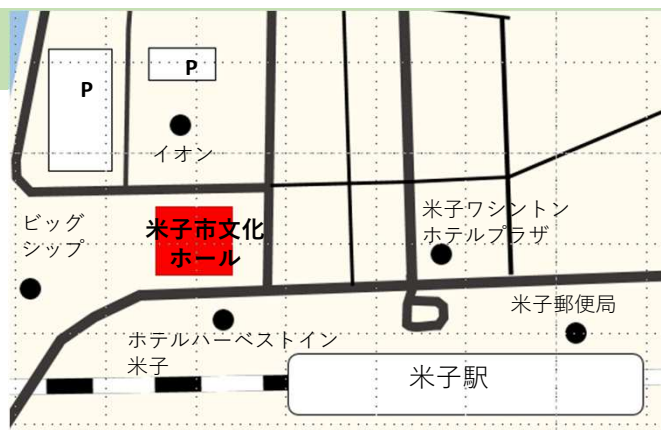 P
P
イオン
ビッグ
シップ
米子市文化
ホール
米子ワシントン
ホテルプラザ
米子郵便局
ホテルハーベストイン
米子
米子駅